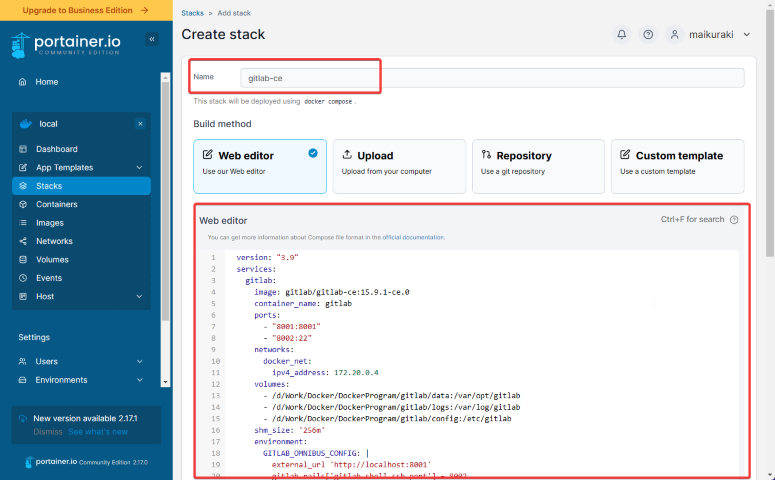 Upgrade to Business Edition →
portainer.io
COMMUNITY EDITION
Home
local
Dashboard
App Templates
Stacks
Containers
Images
Networks
Volumes
Events
Host
Settings
Users
Environments
New version available 2.17.1
Dismiss See what's new
portainer.io Community Edition 2.17.0
Stacks > Add stack
Create stack
maikuraki
Name
gitlab-ce
This stack will be deployed using docker compose.
Build method
Web editor
Use our Web editor
Upload
Upload from your computer
Repository
Use a git repository
Custom template
Use a custom template
Web editor
Ctrl+F for search
You can get more information about Compose file format in the official documentation.
1 version: "3.9"
2 services:
3 gitlab:
4 image: gitlab/gitlab-ce:15.9.1-ce.0
5 container_name: gitlab
6 ports:
7 - "8001:8001"
8 - "8002:22"
9 networks:
10 docker_net:
11 ipv4_address: 172.20.0.4
12 volumes:
13 - /d/Work/Docker/DockerProgram/gitlab/data:/var/opt/gitlab
14 - /d/Work/Docker/DockerProgram/gitlab/logs:/var/log/gitlab
15 - /d/Work/Docker/DockerProgram/gitlab/config:/etc/gitlab
16 shm_size: '256m'
17 environment:
18 GITLAB_OMNIBUS_CONFIG: |
19 external_url 'http://localhost:8001'
20 gitlab_rails['gitlab_shell_ssh_port'] = 8002